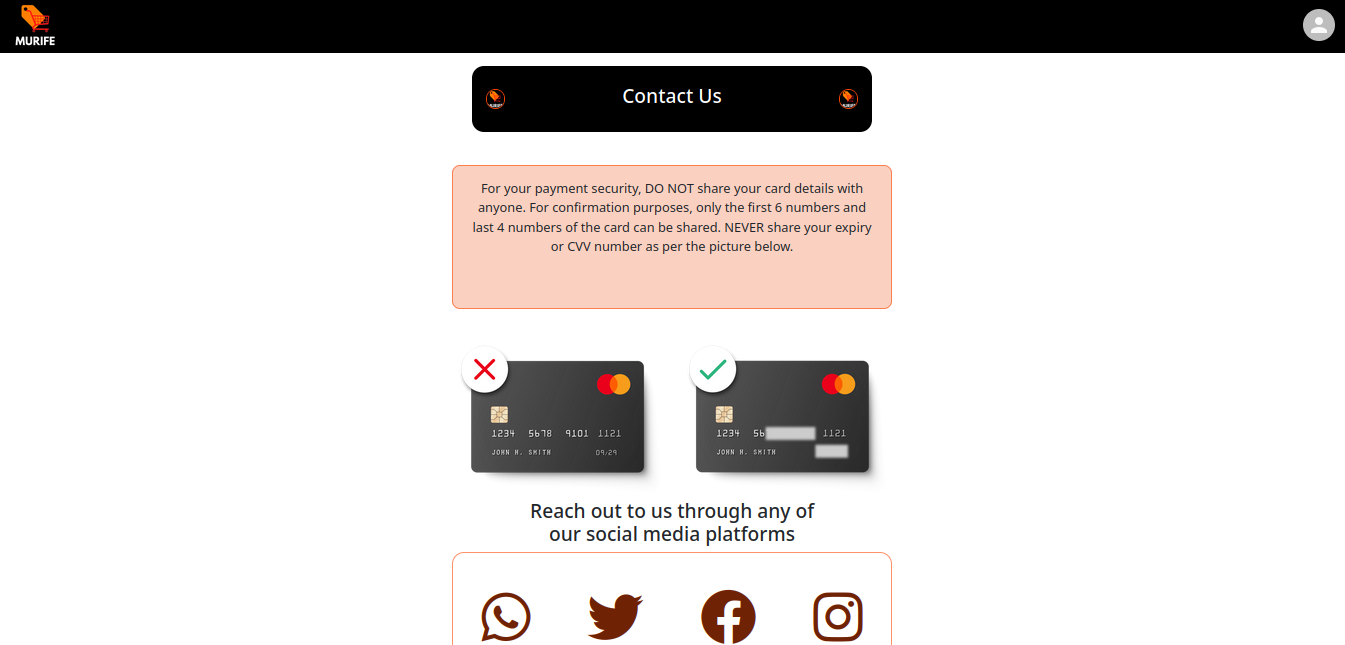 MURIFE
Contact Us
For your payment security, DO NOT share your card details with
anyone. For confirmation purposes, only the first 6 numbers and
last 4 numbers of the card can be shared. NEVER share your expiry
or CVV number as per the picture below.
1234 5678 9101 1121
JOHN H. SMITH 09/29
1234 56 1121
JOHN H. SMITH
Reach out to us through any of
our social media platforms